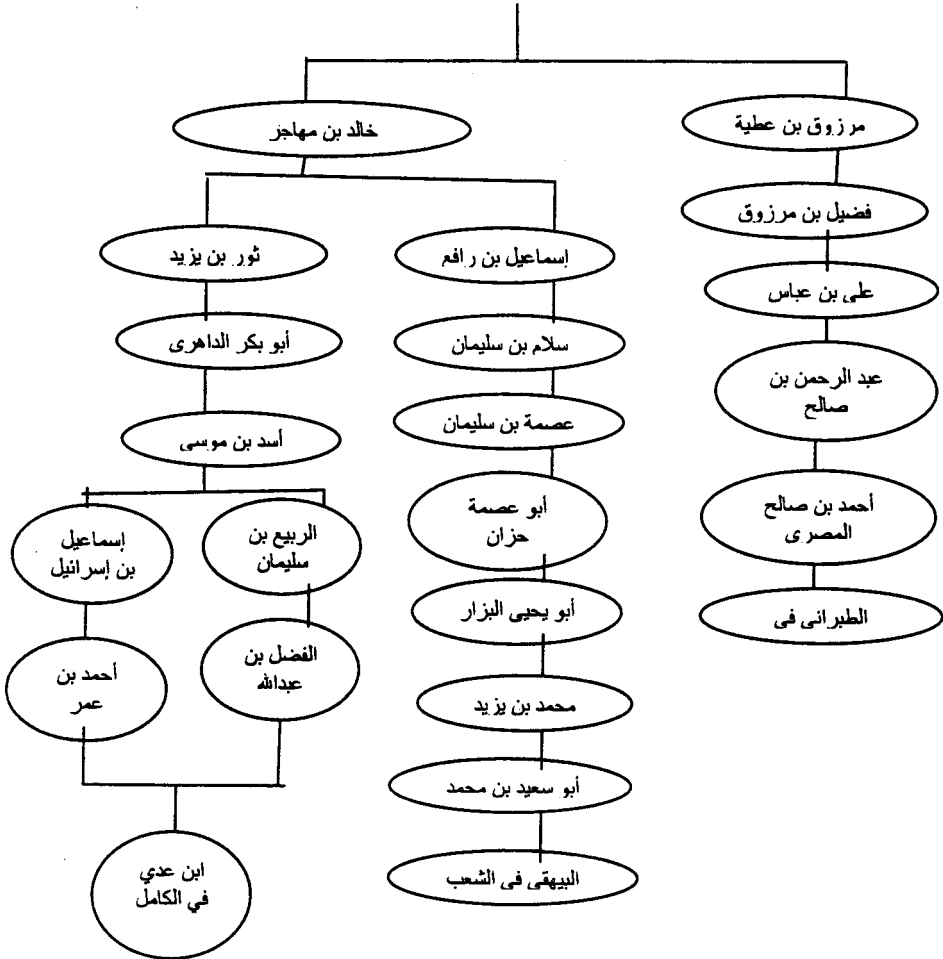 مرزوق بن عطية
فضيل بن مرزوق
على بن عباس
عبد الرحمن بن
صالح
أحمد بن صالح
المصرى
الطبرانى فى
خالد بن مهاجر
إسماعيل بن رافع
سلام بن سليمان
عصمة بن سليمان
أبو عصمة
حزان
أبو يحيى البزار
محمد بن يزيد
أبو سعيد بن محمد
البيهقى فى الشعب
ثور بن يزيد
أبو بكر الداهرى
أسد بن موسى
الربيع بن
سليمان
الفضل بن
عبدالله
إسماعيل
بن إسرائيل
أحمد بن
عمر
ابن عدي
في الكامل